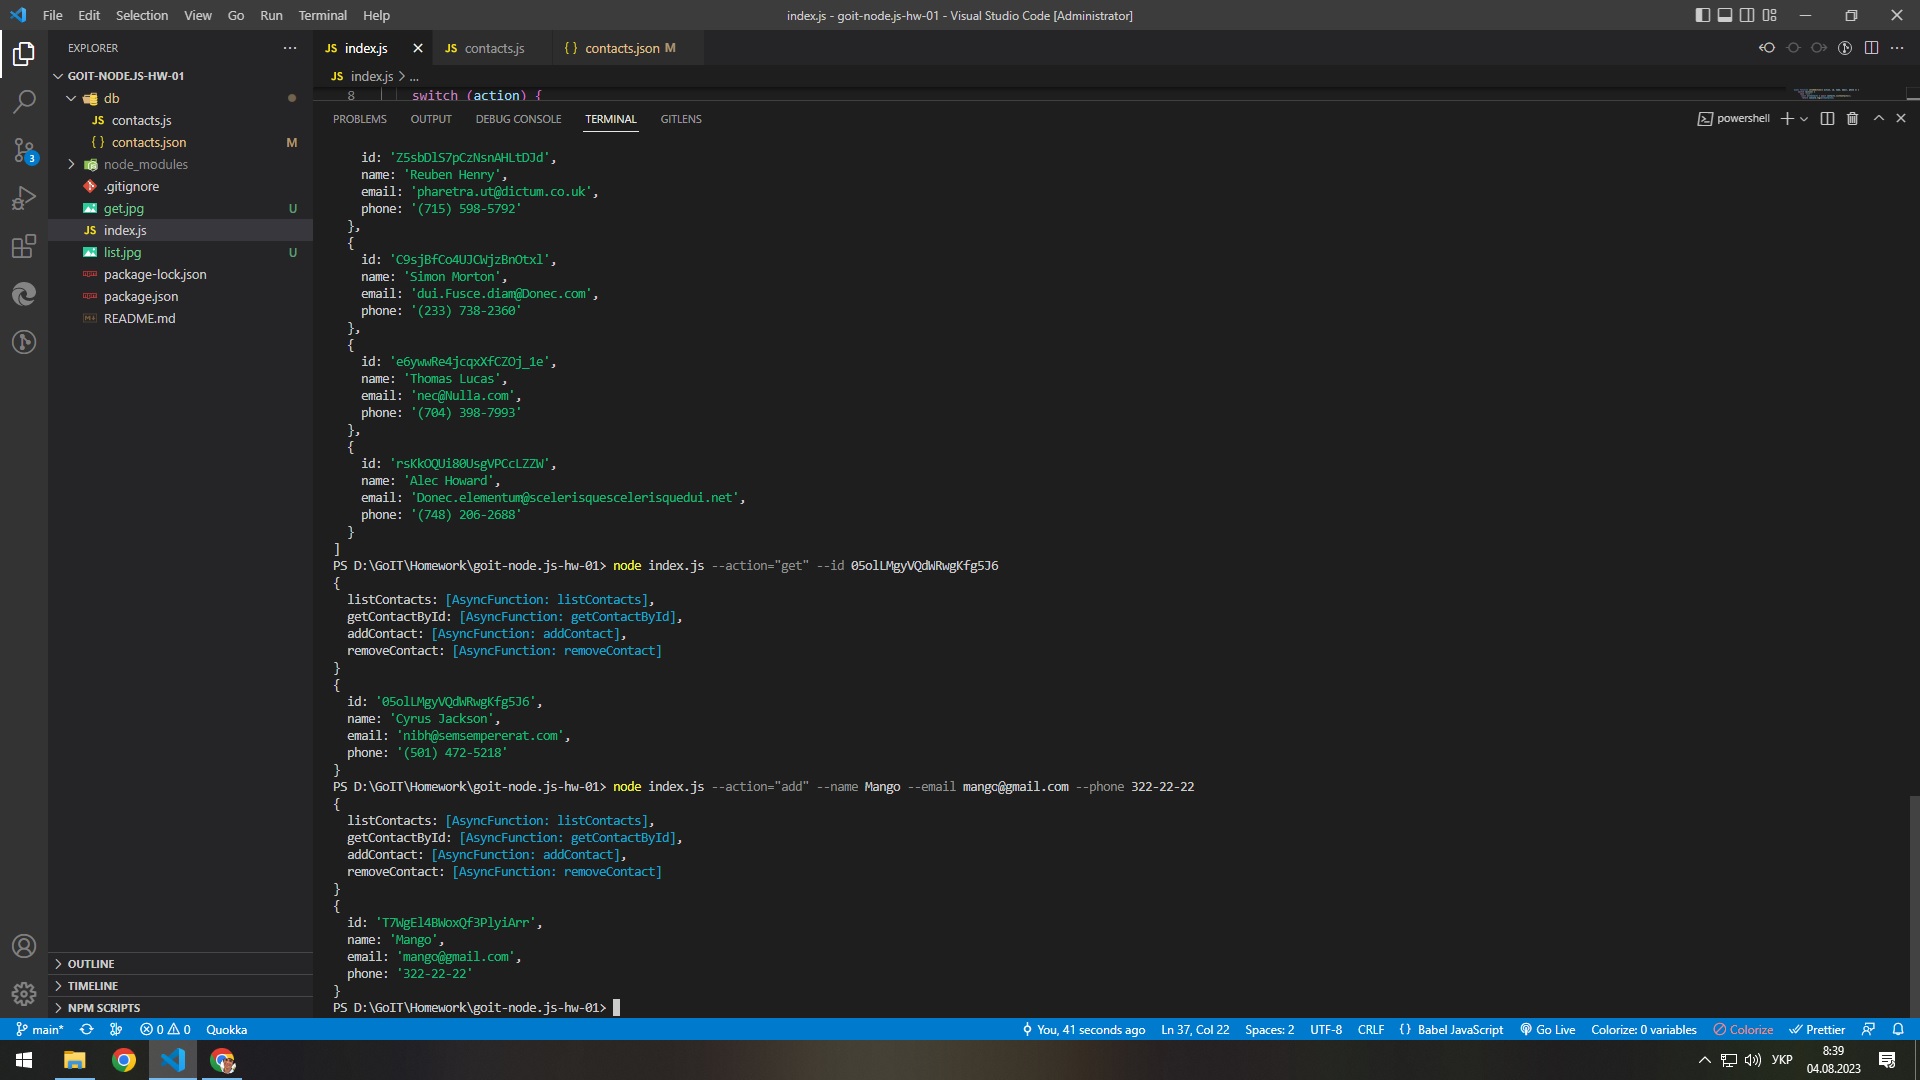 File Edit Selection View Go Run Terminal Help
index.js - goit-node.js-hw-01 - Visual Studio Code [Administrator]
EXPLORER
GOIT-NODE.JS-HW-01
db
JS contacts.js
{ } contacts.json M
node_modules
.gitignore
get.jpg U
JS index.js
list.jpg U
package-lock.json
package.json
README.md
OUTLINE
TIMELINE
NPM SCRIPTS
JS index.js
JS contacts.js
{ } contacts.json M
JS index.js > ...
8 switch (action) {
PROBLEMS OUTPUT DEBUG CONSOLE TERMINAL GITLENS
powershell
id: 'Z5sbDlS7pCzNsnAHLtDJd',
name: 'Reuben Henry',
email: 'pharetra.ut@dictum.co.uk',
phone: '(715) 598-5792'
},
{
id: 'C9sjBfCo4UJCWjzBnOtxl',
name: 'Simon Morton',
email: 'dui.Fusce.diam@Donec.com',
phone: '(233) 738-2360'
},
{
id: 'e6ywwRe4jcqxXfCZOj_1e',
name: 'Thomas Lucas',
email: 'nec@Nulla.com',
phone: '(704) 398-7993'
},
{
id: 'rsKkOQUi80UsgVPCcLZZW',
name: 'Alec Howard',
email: 'Donec.elementum@scelerisquescelerisquedui.net',
phone: '(748) 206-2688'
}
]
PS D:\GoIT\Homework\goit-node.js-hw-01> node index.js --action="get" --id 05olLMgyVQdWRwgKfg5J6
{
listContacts: [AsyncFunction: listContacts],
getContactById: [AsyncFunction: getContactById],
addContact: [AsyncFunction: addContact],
removeContact: [AsyncFunction: removeContact]
}
{
id: '05olLMgyVQdWRwgKfg5J6',
name: 'Cyrus Jackson',
email: 'nibh@semsempererat.com',
phone: '(501) 472-5218'
}
PS D:\GoIT\Homework\goit-node.js-hw-01> node index.js --action="add" --name Mango --email mango@gmail.com --phone 322-22-22
{
listContacts: [AsyncFunction: listContacts],
getContactById: [AsyncFunction: getContactById],
addContact: [AsyncFunction: addContact],
removeContact: [AsyncFunction: removeContact]
}
{
id: 'T7WgEl4BWoxQf3PlyiArr',
name: 'Mango',
email: 'mango@gmail.com',
phone: '322-22-22'
}
PS D:\GoIT\Homework\goit-node.js-hw-01>
3
main* 0 0 Quokka
You, 41 seconds ago Ln 37, Col 22 Spaces: 2 UTF-8 CRLF { } Babel JavaScript Go Live Colorize: 0 variables Colorize Prettier
УКР
8:39
04.08.2023